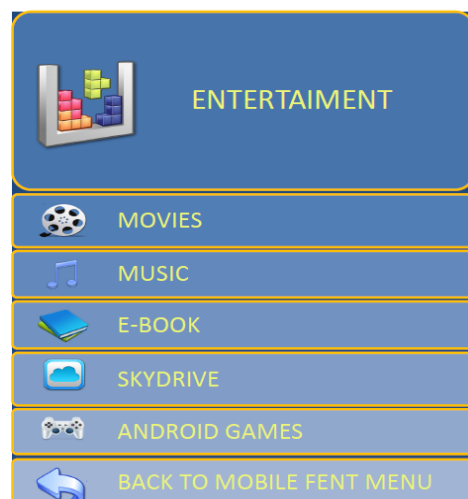 ENTERTAIMENT
MOVIES
MUSIC
E-BOOK
SKYDRIVE
ANDROID GAMES
BACK TO MOBILE FENT MENU